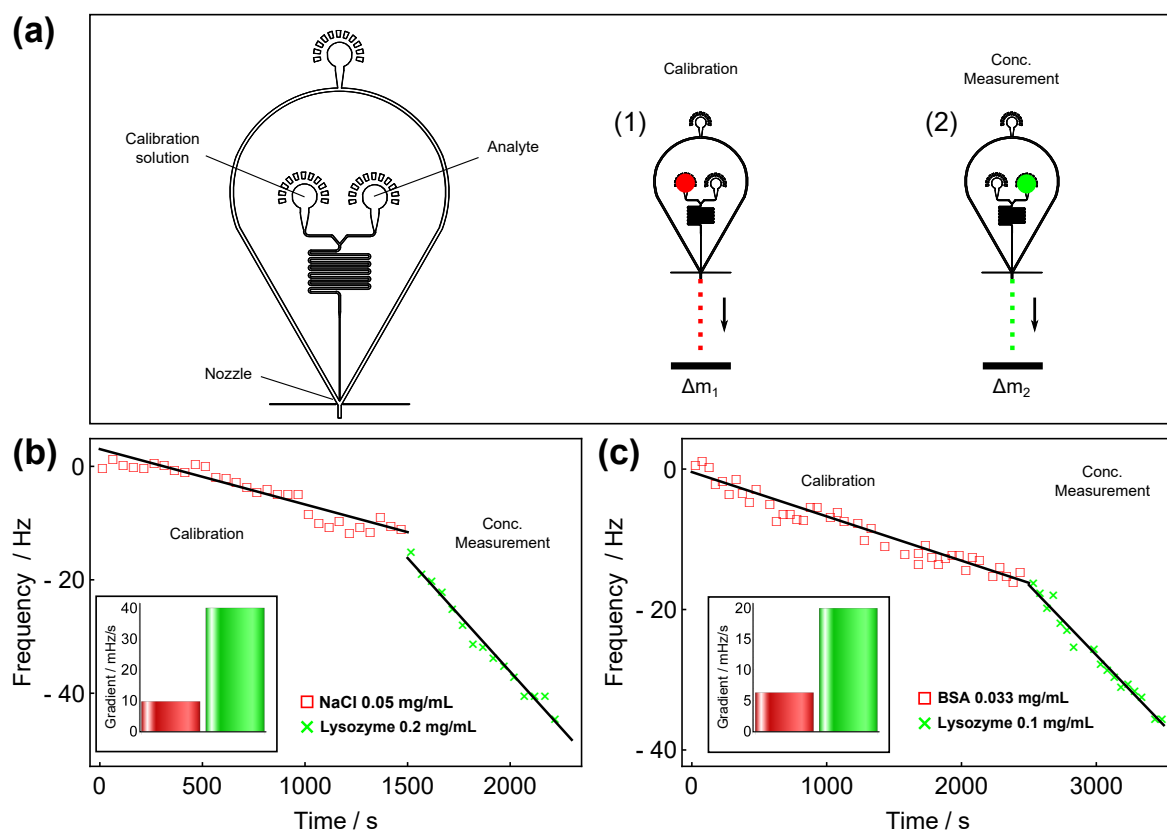 (a)
Calibration
solution
Analyte
Nozzle
Calibration
(1)
Δm₁
Conc.
Measurement
(2)
Δm₂
(b)
Frequency / Hz
0
- 20
- 40
Calibration
Conc.
Measurement
Gradient / mHz/s
40
30
20
10
0
NaCl 0.05 mg/mL
Lysozyme 0.2 mg/mL
0
500
1000
1500
2000
Time / s
(c)
Frequency / Hz
0
- 20
- 40
Calibration
Conc.
Measurement
Gradient / mHz/s
20
15
10
5
0
BSA 0.033 mg/mL
Lysozyme 0.1 mg/mL
0
1000
2000
3000
Time / s